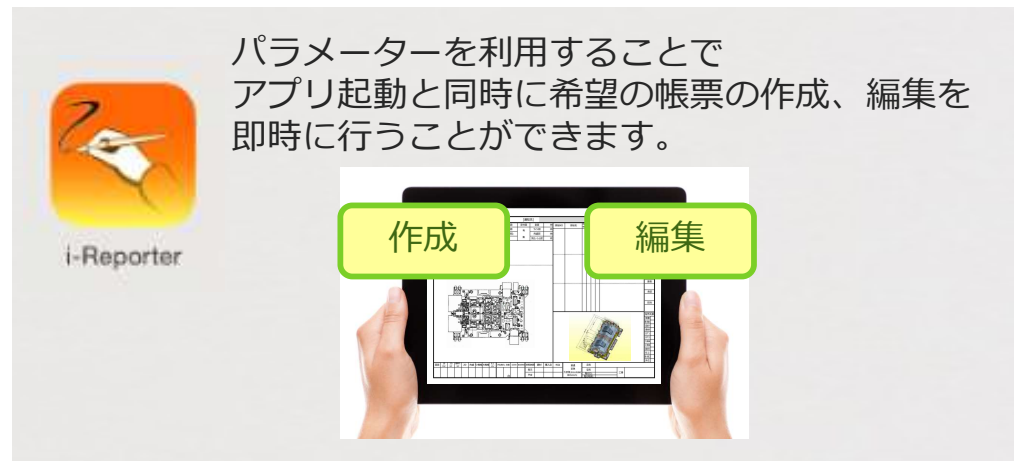 パラメーターを利用することで
アプリ起動と同時に希望の帳票の作成、編集を
即時に行うことができます。
i-Reporter
作成
編集